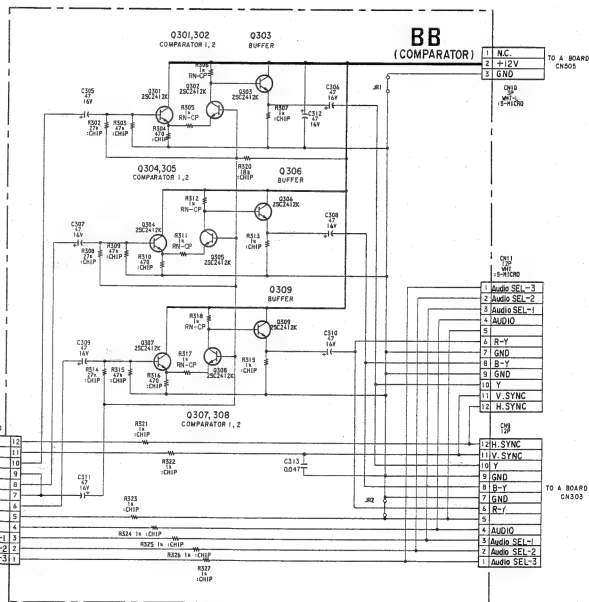 BB
(COMPARATOR)
Q301,302
COMPARATOR 1, 2
Q303
BUFFER
R306
1k
RN-CP
Q301
2SC2412K
Q302
2SC2412K
Q303
2SC2412K
R305
1k
RN-CP
C305
47
16V
R302
27k
:CHIP
R303
47k
R304
470
:CHIP
R307
1k
:CHIP
C312
47
16V
C306
47
16V
JR1
R320
18k
:CHIP
1 N.C.
2 +12V
3 GND
TO A BOARD
CN505
CN10
3P
WHT-L
:S-MICRO
Q304,305
COMPARATOR 1, 2
Q306
BUFFER
R312
1k
RN-CP
Q304
2SC2412K
R311
1k
RN-CP
Q305
2SC2412K
Q306
2SC2412K
C307
47
16V
R308
27k
:CHIP
R309
47k
:CHIP
R310
470
:CHIP
R313
1k
:CHIP
C308
47
16V
Q309
BUFFER
R318
1k
RN-CP
Q307
2SC2412K
R317
1k
RN-CP
Q308
2SC2412K
Q309
2SC2412K
C309
47
16V
R314
27k
:CHIP
R315
47k
:CHIP
R316
470
:CHIP
R319
1k
:CHIP
C310
47
16V
Q307, 308
COMPARATOR 1, 2
CN11
12P
WHT
:S-MICRO
1 Audio SEL-3
2 Audio SEL-2
3 Audio SEL-1
4 AUDIO
5
6 R-Y
7 GND
8 B-Y
9 GND
10 Y
11 V.SYNC
12 H.SYNC
CN9
12P
12 H.SYNC
11 V.SYNC
10 Y
9 GND
8 B-Y
7 GND
6 R-Y
5
4 AUDIO
3 Audio SEL-1
2 Audio SEL-2
1 Audio SEL-3
TO A BOARD
CN303
R321
1k
:CHIP
R322
1k
:CHIP
C313
0.047
C311
47
16V
JR2
R323
1k
:CHIP
R324 1k :CHIP
R325 1k :CHIP
R326 1k :CHIP
R327
1k
:CHIP
12
11
10
9
8
7
6
5
4
-1 3
-2 2
-3 1